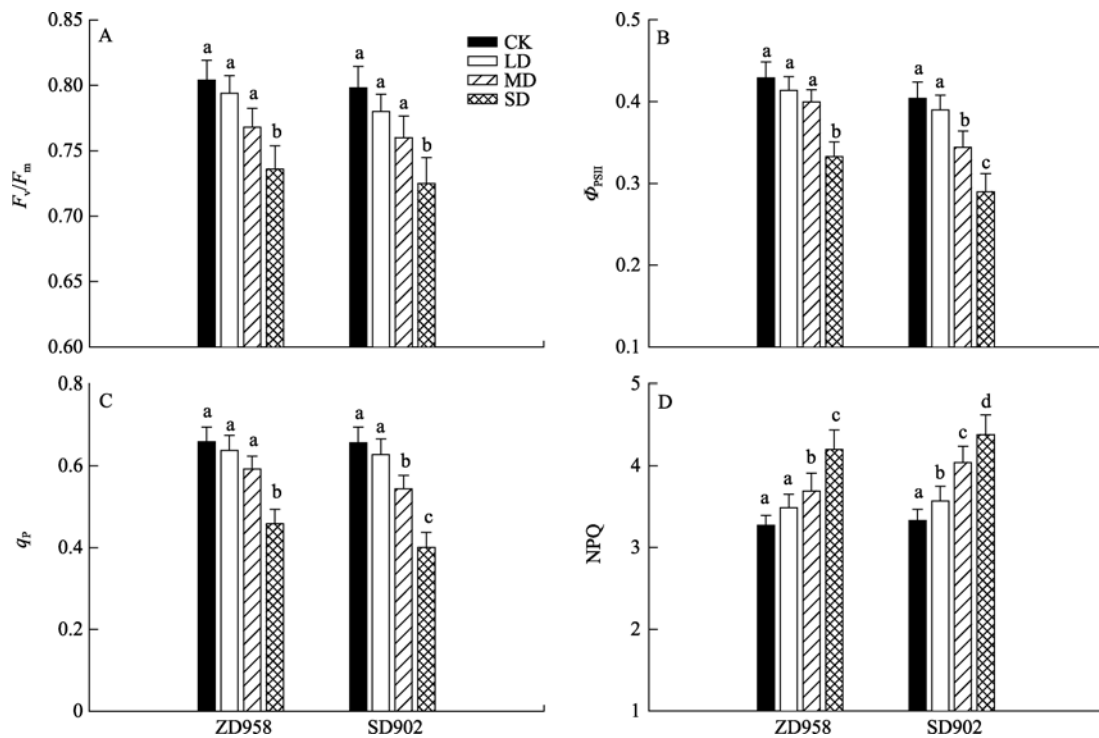 A
0.85
0.80
0.75
0.70
0.65
0.60
Fv/Fm
a a a b
a a a b
CK
LD
MD
SD
B
0.5
0.4
0.3
0.2
0.1
ΦPSII
a a a b
a a b c
C
0.8
0.6
0.4
0.2
0
qP
a a a b
a a b c
ZD958 SD902
D
5
4
3
2
1
NPQ
a a b c
a b c d
ZD958 SD902